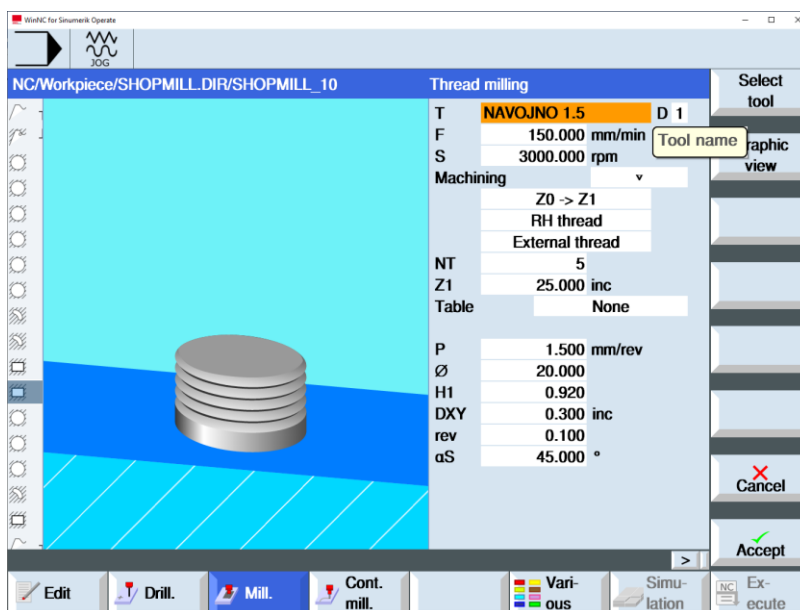 WinNC for Sinumerik Operate
JOG
NC/Workpiece/SHOPMILL.DIR/SHOPMILL_10
Thread milling
T NAVOJNO 1.5 D 1
F 150.000 mm/min
Tool name
S 3000.000 rpm
Machining v
Z0 -> Z1
RH thread
External thread
NT 5
Z1 25.000 inc
Table None
P 1.500 mm/rev
Ø 20.000
H1 0.920
DXY 0.300 inc
rev 0.100
αS 45.000 °
Select
tool
raphic
view
Cancel
Accept
>
Edit
Drill.
Mill.
Cont.
mill.
Vari-
ous
Simu-
lation
NC
Ex-
ecute